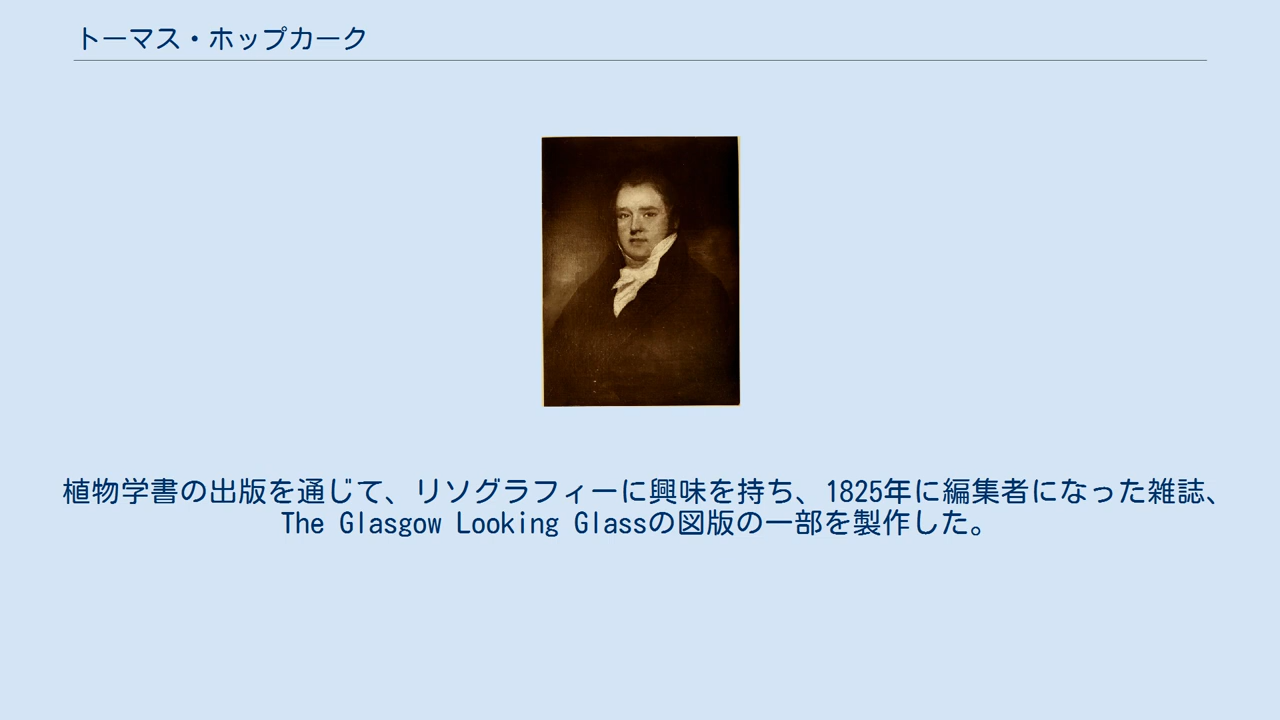 トーマス・ホップカーク
植物学書の出版を通じて、リソグラフィーに興味を持ち、1825年に編集者になった雑誌、
The Glasgow Looking Glassの図版の一部を製作した。